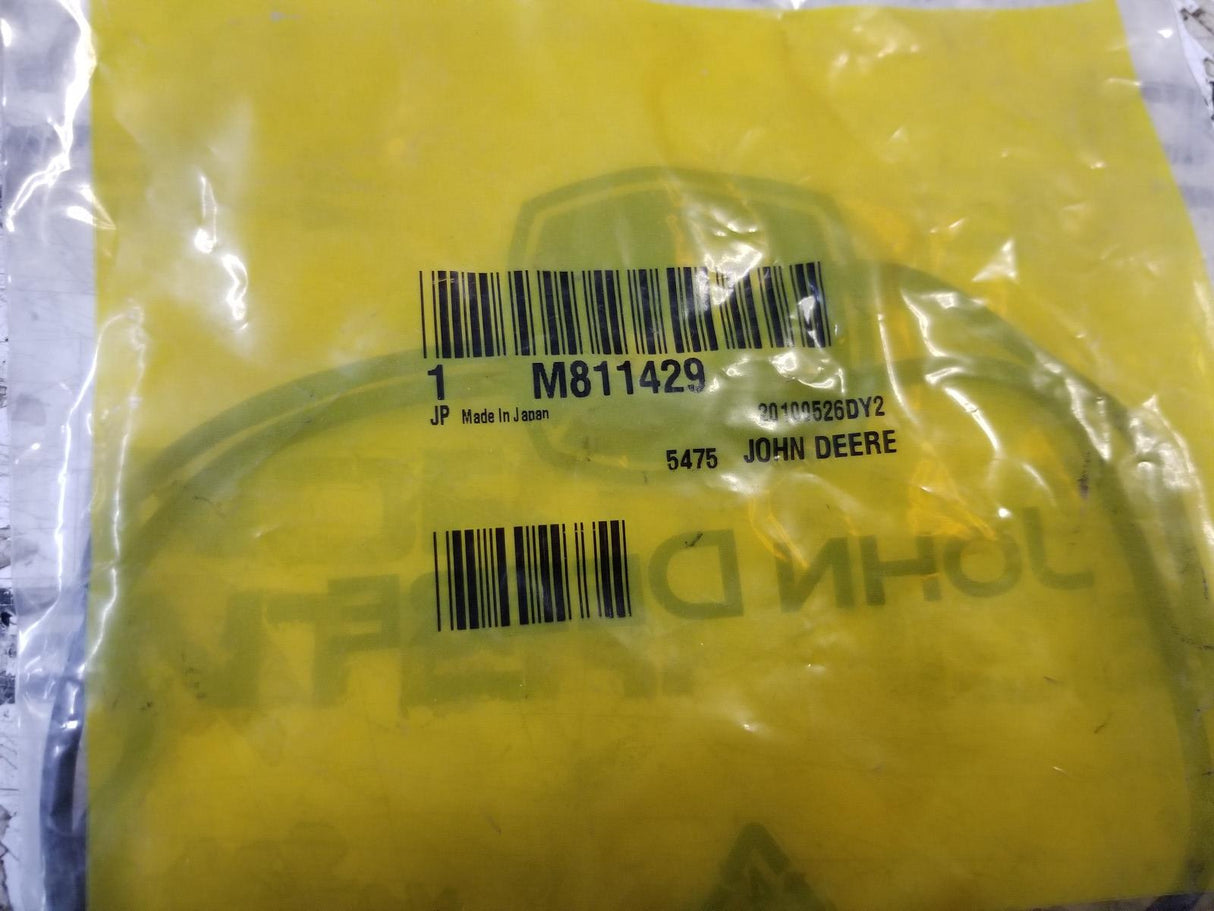 1 M811429
JP Made In Japan
20100526DY2
5475 JOHN DEERE
JOHN DEERE